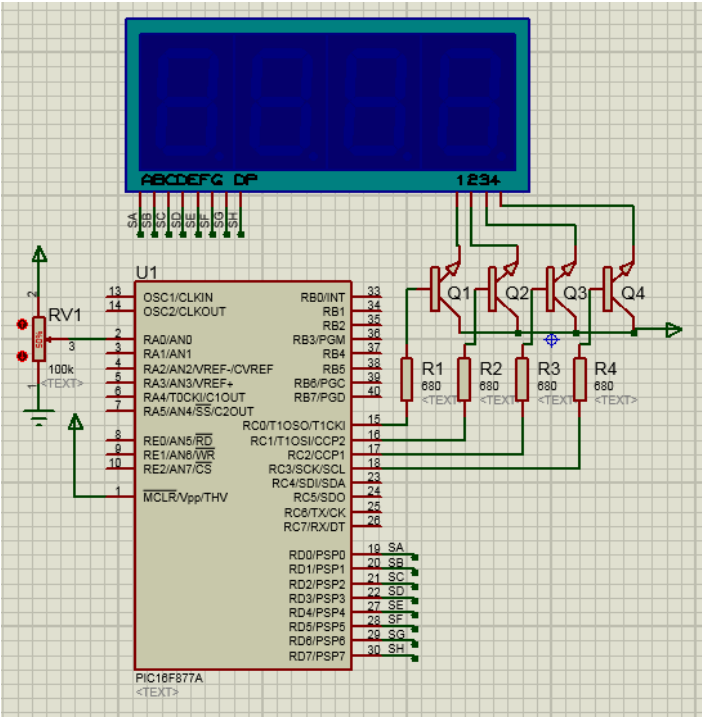 ABCDEFG DP
1234
SA
SB
SC
SD
SE
SF
SG
SH
U1
RV1
2
3
1
50%
100k
<TEXT>
13 OSC1/CLKIN
14 OSC2/CLKOUT
2 RA0/AN0
3 RA1/AN1
4 RA2/AN2/VREF-/CVREF
5 RA3/AN3/VREF+
6 RA4/T0CKI/C1OUT
7 RA5/AN4/SS/C2OUT
8 RE0/AN5/RD
9 RE1/AN6/WR
10 RE2/AN7/CS
1 MCLR/Vpp/THV
RB0/INT 33
RB1 34
RB2 35
RB3/PGM 36
RB4 37
RB5 38
RB6/PGC 39
RB7/PGD 40
RC0/T1OSO/T1CKI 15
RC1/T1OSI/CCP2 16
RC2/CCP1 17
RC3/SCK/SCL 18
RC4/SDI/SDA 23
RC5/SDO 24
RC6/TX/CK 25
RC7/RX/DT 26
RD0/PSP0 19 SA
RD1/PSP1 20 SB
RD2/PSP2 21 SC
RD3/PSP3 22 SD
RD4/PSP4 27 SE
RD5/PSP5 28 SF
RD6/PSP6 29 SG
RD7/PSP7 30 SH
PIC16F877A
<TEXT>
Q1 Q2 Q3 Q4
R1 R2 R3 R4
680 680 680 680
<TEXT> <TEXT> <TEXT> <TEXT>